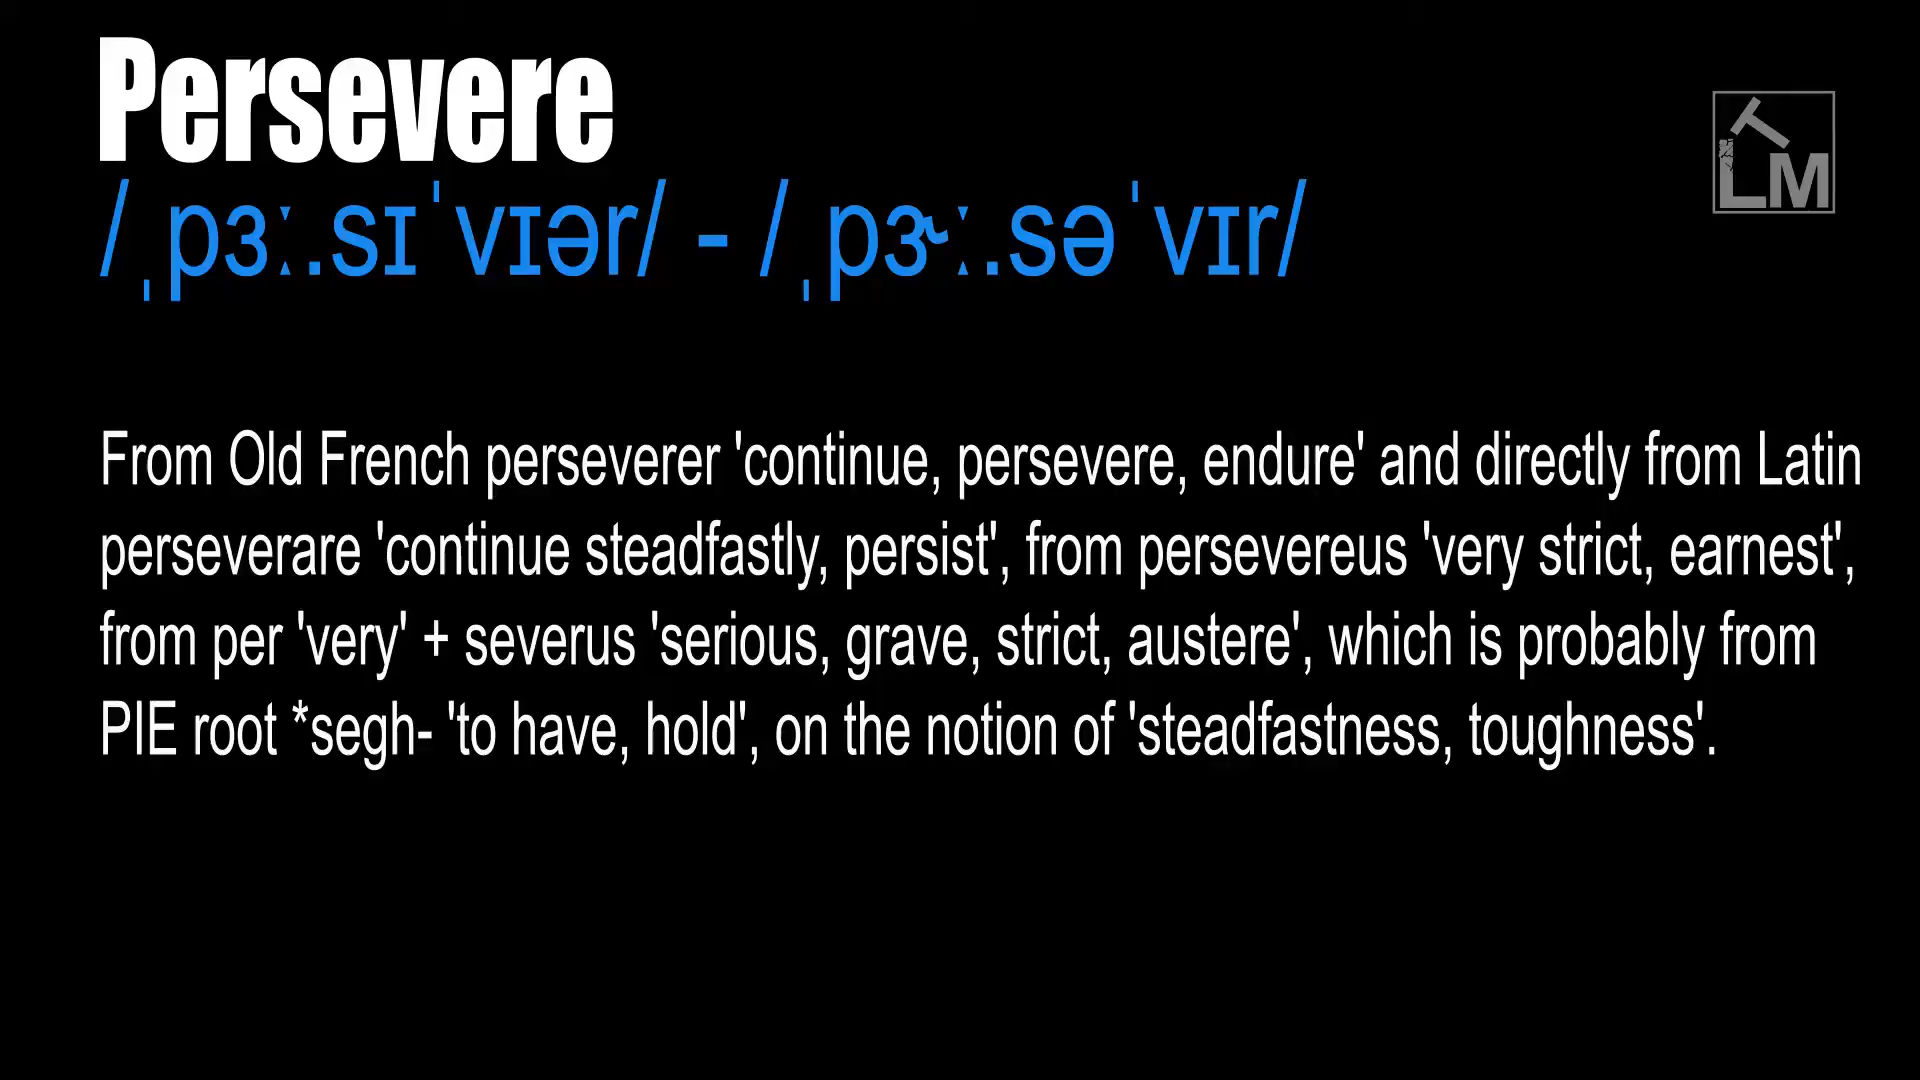 Persevere
/ˌpɜː.sɪˈvɪər/ - /ˌpɝː.səˈvɪr/
TLM
From Old French perseverer 'continue, persevere, endure' and directly from Latin
perseverare 'continue steadfastly, persist', from persevereus 'very strict, earnest',
from per 'very' + severus 'serious, grave, strict, austere', which is probably from
PIE root *segh- 'to have, hold', on the notion of 'steadfastness, toughness'.